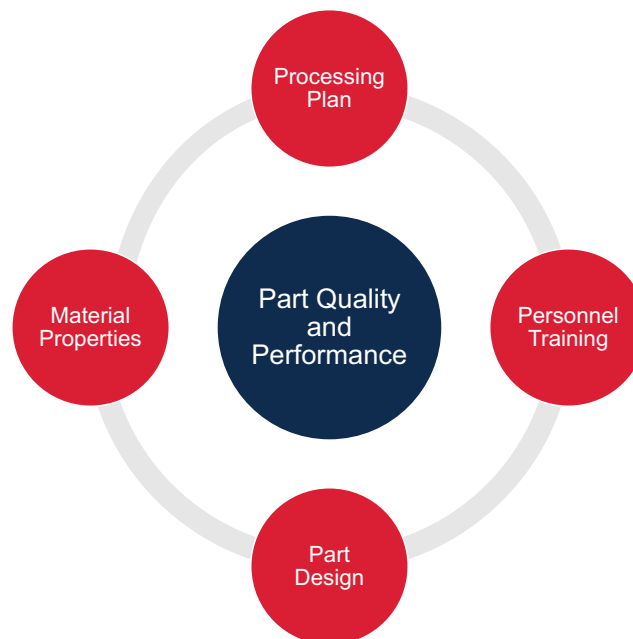 Processing
Plan
Material
Properties
Part Quality
and
Performance
Personnel
Training
Part
Design